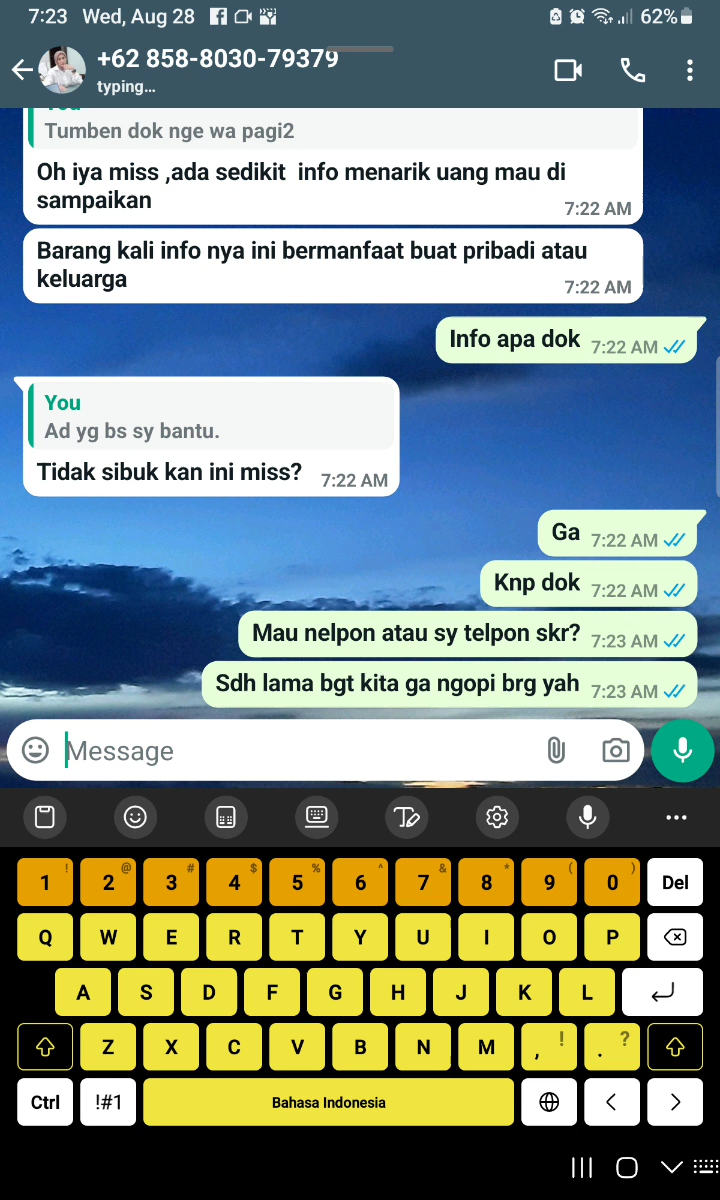 7:23 Wed, Aug 28 62%
+62 858-8030-79379
typing...
You
Tumben dok nge wa pagi2
Oh iya miss ,ada sedikit info menarik uang mau di
sampaikan
7:22 AM
Barang kali info nya ini bermanfaat buat pribadi atau
keluarga
7:22 AM
Info apa dok 7:22 AM
You
Ad yg bs sy bantu.
Tidak sibuk kan ini miss? 7:22 AM
Ga 7:22 AM
Knp dok 7:22 AM
Mau nelpon atau sy telpon skr? 7:23 AM
Sdh lama bgt kita ga ngopi brg yah 7:23 AM
Message
1 ! 2 @ 3 # 4 $ 5 % 6 ^ 7 & 8 * 9 ( 0 ) Del
Q W E R T Y U I O P
A S D F G H J K L
Z X C V B N M , ! . ?
Ctrl !#1 Bahasa Indonesia < >